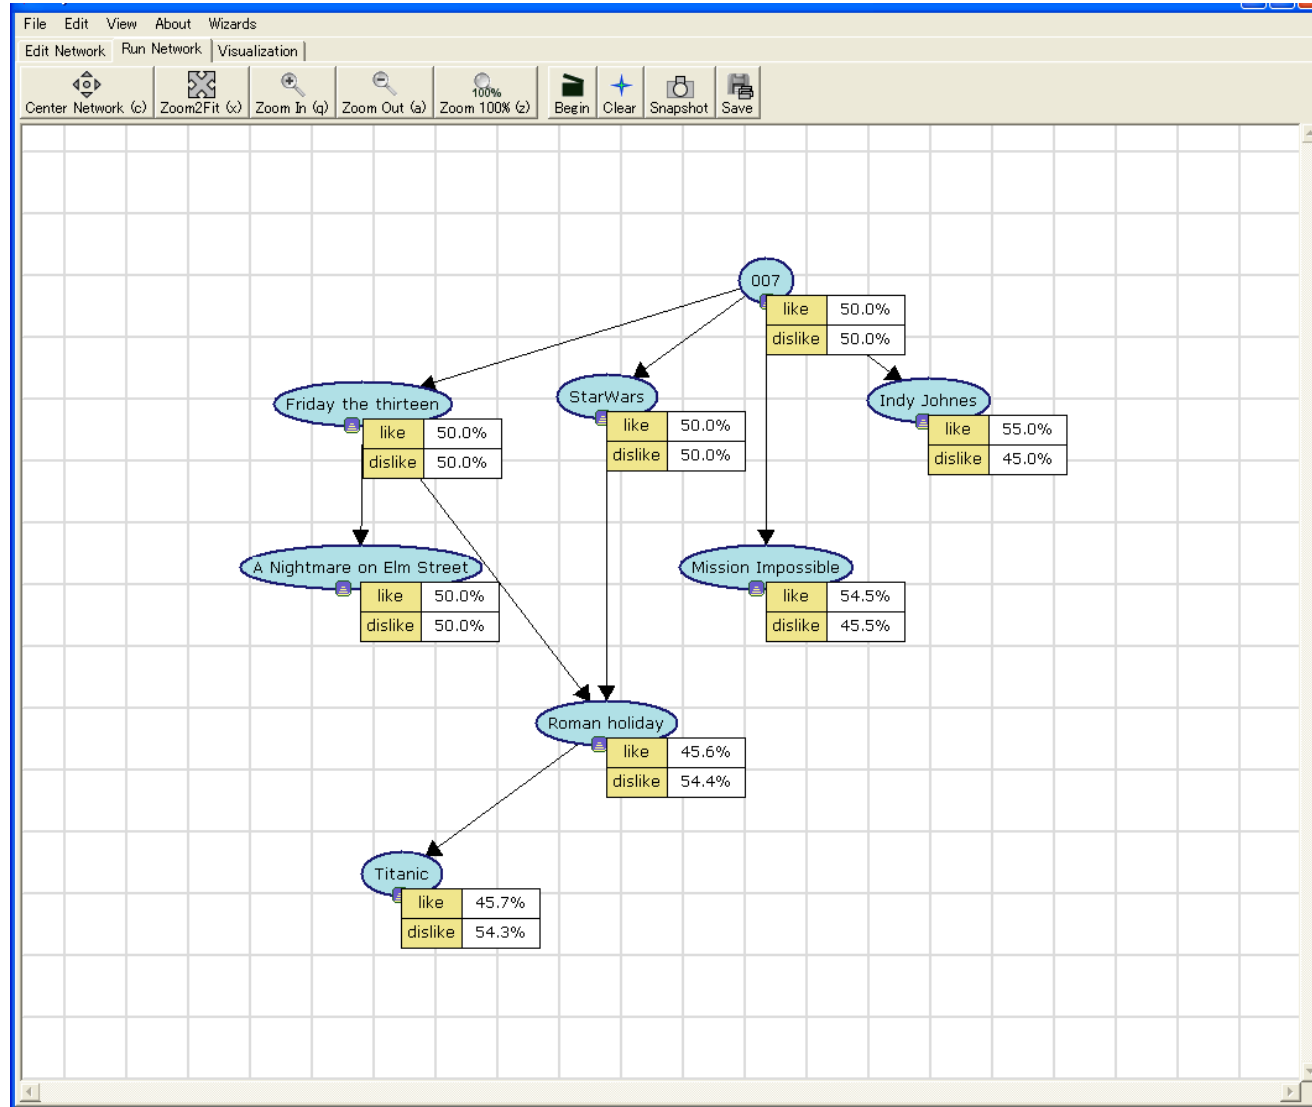 File Edit View About Wizards
Edit Network Run Network Visualization
Center Network (c) Zoom2Fit (x) Zoom In (q) Zoom Out (a) 100% Zoom 100% (z) Begin Clear Snapshot Save
007
like 50.0%
dislike 50.0%
Friday the thirteen
like 50.0%
dislike 50.0%
StarWars
like 50.0%
dislike 50.0%
Indy Johnes
like 55.0%
dislike 45.0%
A Nightmare on Elm Street
like 50.0%
dislike 50.0%
Mission Impossible
like 54.5%
dislike 45.5%
Roman holiday
like 45.6%
dislike 54.4%
Titanic
like 45.7%
dislike 54.3%